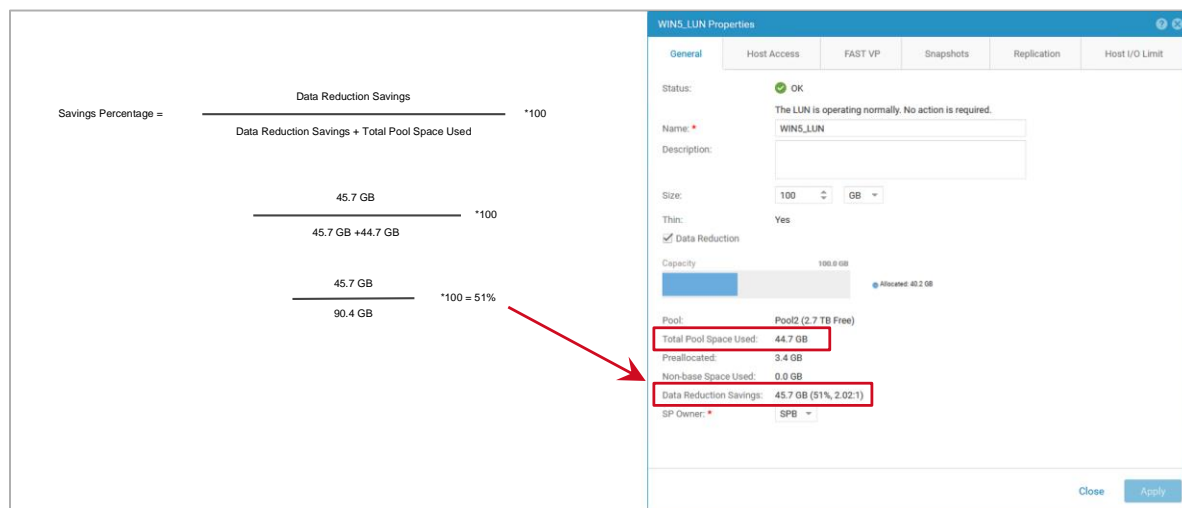 Data Reduction Savings
Savings Percentage = *100
Data Reduction Savings + Total Pool Space Used
45.7 GB
*100
45.7 GB +44.7 GB
45.7 GB
*100 = 51%
90.4 GB
WIN5_LUN Properties
General Host Access FAST VP Snapshots Replication Host I/O Limit
Status: OK
The LUN is operating normally. No action is required.
Name: * WIN5_LUN
Description:
Size: 100 GB
Thin: Yes
Data Reduction
Capacity 100.0 GB
Allocated: 40.2 GB
Pool: Pool2 (2.7 TB Free)
Total Pool Space Used: 44.7 GB
Preallocated: 3.4 GB
Non-base Space Used: 0.0 GB
Data Reduction Savings: 45.7 GB (51%, 2.02:1)
SP Owner: * SPB
Close Apply